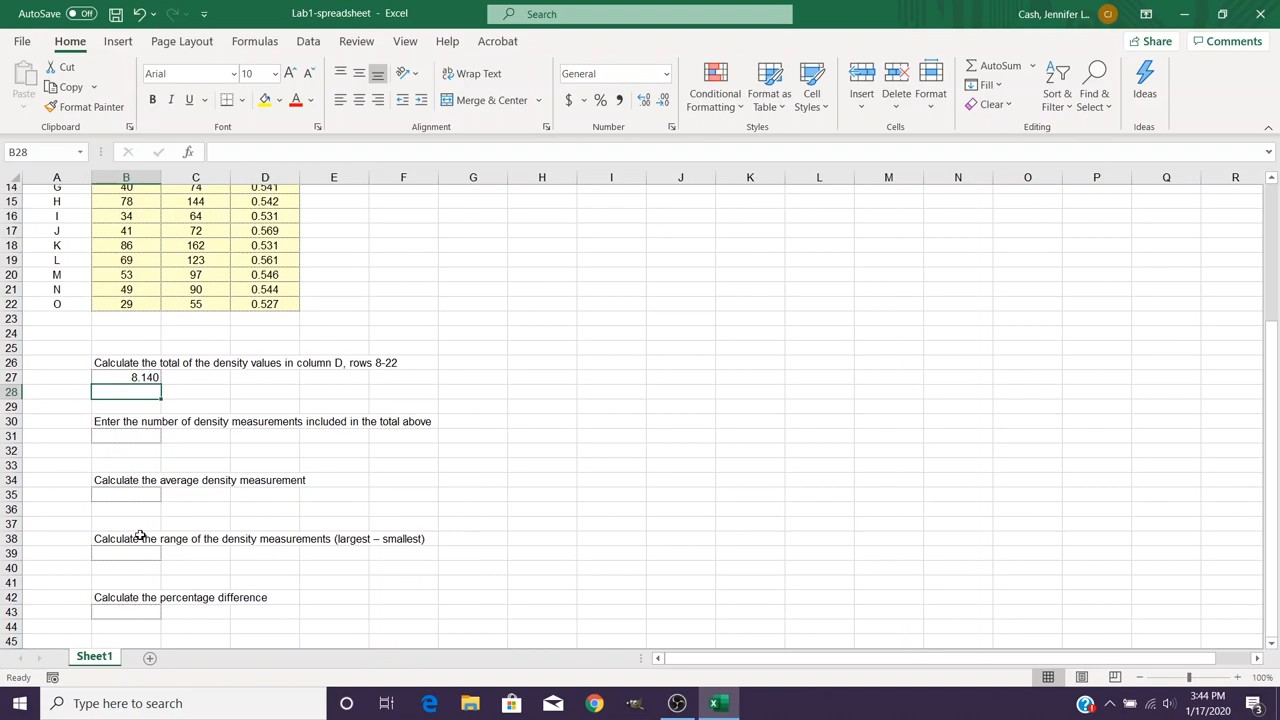 AutoSave Off Lab1-spreadsheet - Excel Search Cash, Jennifer L... CJ
File Home Insert Page Layout Formulas Data Review View Help Acrobat Share Comments
Paste Cut Copy Format Painter Clipboard
Arial 10 A A B I U A Font
Wrap Text Merge & Center Alignment
General $ % , Number
Conditional Formatting Format as Table Cell Styles Styles
Insert Delete Format Cells
AutoSum Fill Clear Sort & Filter Find & Select Editing
Ideas Ideas
B28 fx
A B C D E F G H I J K L M N O P Q R
14 G 40 74 0.541
15 H 78 144 0.542
16 I 34 64 0.531
17 J 41 72 0.569
18 K 86 162 0.531
19 L 69 123 0.561
20 M 53 97 0.546
21 N 49 90 0.544
22 O 29 55 0.527
23
24
25
26 Calculate the total of the density values in column D, rows 8-22
27 8.140
28
29
30 Enter the number of density measurements included in the total above
31
32
33
34 Calculate the average density measurement
35
36
37
38 Calculate the range of the density measurements (largest – smallest)
39
40
41
42 Calculate the percentage difference
43
44
45
Sheet1
Ready 100%
Type here to search 3:44 PM
1/17/2020 3